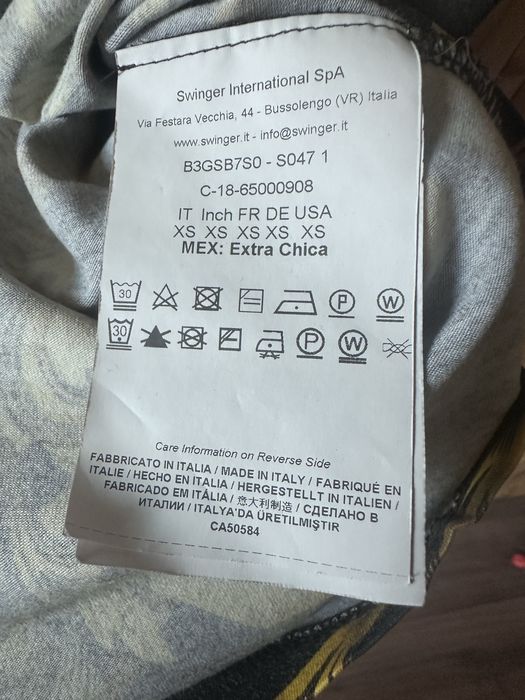 Swinger International SpA
Via Festara Vecchia, 44 - Bussolengo (VR) Italia
www.swinger.it - info@swinger.it
B3GSB7S0 - S047 1
C-18-65000908
IT Inch FR DE USA
XS XS XS XS XS
MEX: Extra Chica
30 P W
30 P W
Care Information on Reverse Side
FABBRICATO IN ITALIA / MADE IN ITALY / FABRIQUÉ EN
ITALIE / HECHO EN ITALIA / HERGESTELLT IN ITALIEN /
FABRICADO EM ITÁLIA / 意大利制造 / СДЕЛАНО В
ИТАЛИИ / ITALYA'DA ÜRETILMIŞTIR
CA50584